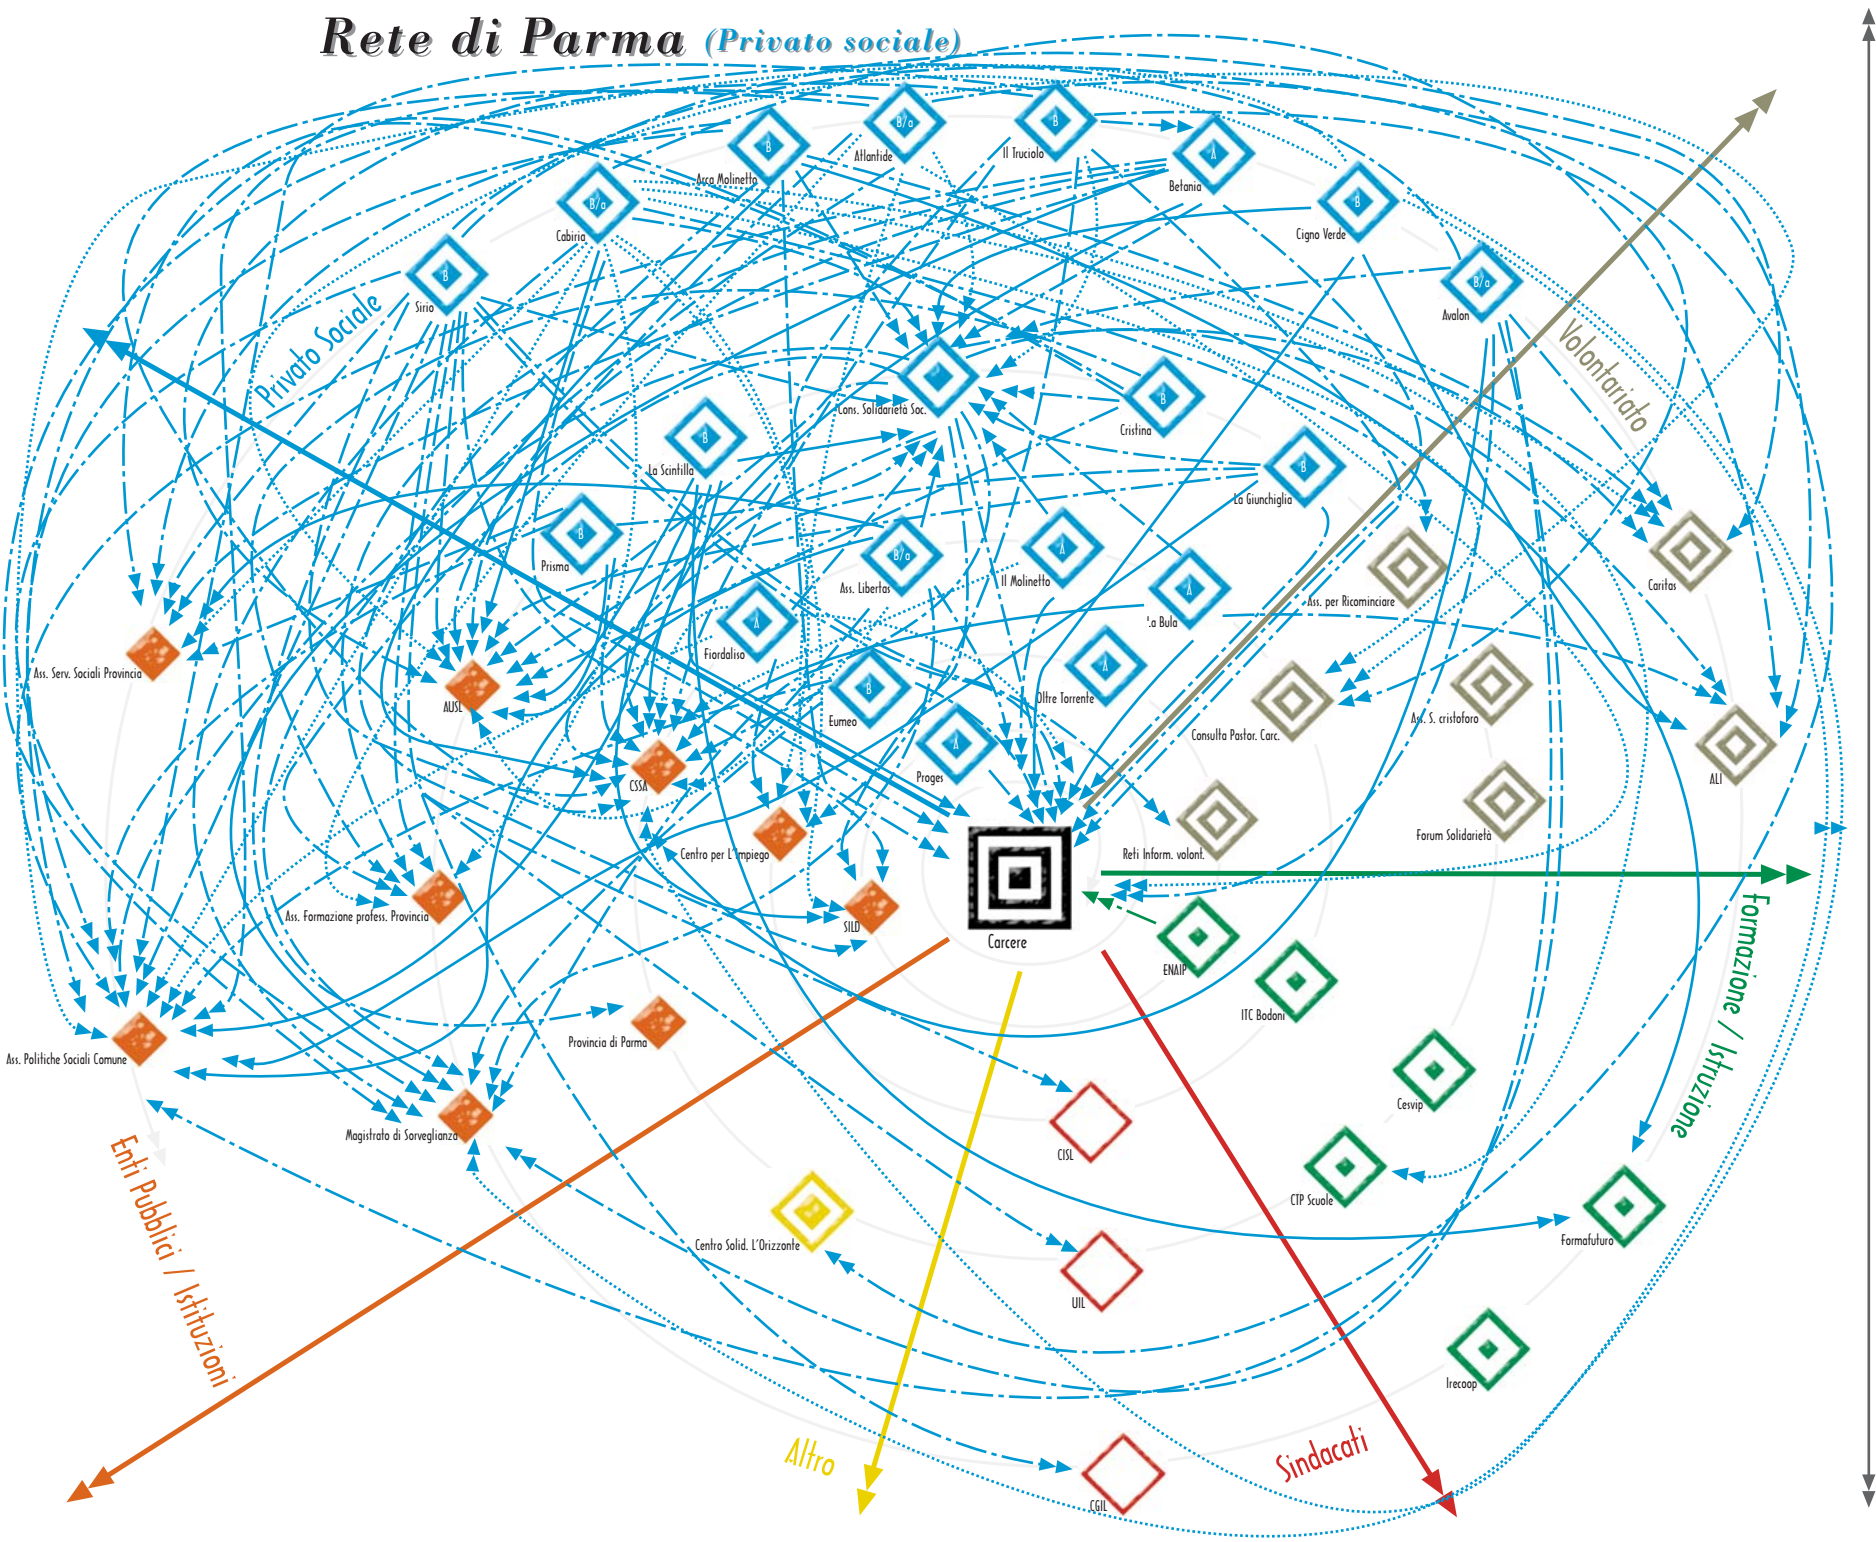 Rete di Parma (Privato sociale)
B/a
Atlantide
B
Il Truciolo
B
Arca Molinetto
A
Betania
B/a
Cabiria
B
Cigno Verde
B
Sirio
B/a
Avalon
Privato Sociale
Volontariato
Cons. Solidarietà Soc.
B
Cristina
B
La Scintilla
B
La Giunchiglia
B
Prisma
B/a
Ass. Libertas
A
Il Molinetto
A
La Bula
Ass. per Ricominciare
Caritas
A
Fiordaliso
A
Oltre Torrente
B
Eumeo
A
Proges
Ass. Serv. Sociali Provincia
AUSL
CSSA
Centro per L'Impiego
Consulta Pastor. Carc.
Ass. S. cristoforo
ALI
Forum Solidarietà
Reti Inform. volont.
Ass. Formazione profess. Provincia
SILD
Carcere
ENAIP
ITC Bodoni
Formazione / Istruzione
Provincia di Parma
Ass. Politiche Sociali Comune
Magistrato di Sorveglianza
Cesvip
CISL
CTP Scuole
Formafuturo
Centro Solid. L'Orizzonte
UIL
Irecoop
Enti Pubblici / Istituzioni
Altro
Sindacati
CGIL